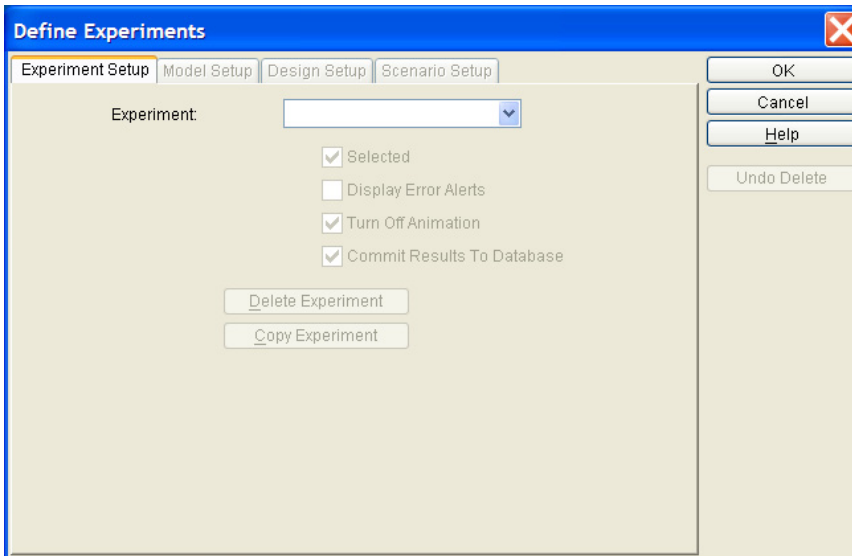 Define Experiments
Experiment Setup Model Setup Design Setup Scenario Setup
OK
Cancel
Help
Undo Delete
Experiment:
Selected
Display Error Alerts
Turn Off Animation
Commit Results To Database
Delete Experiment
Copy Experiment